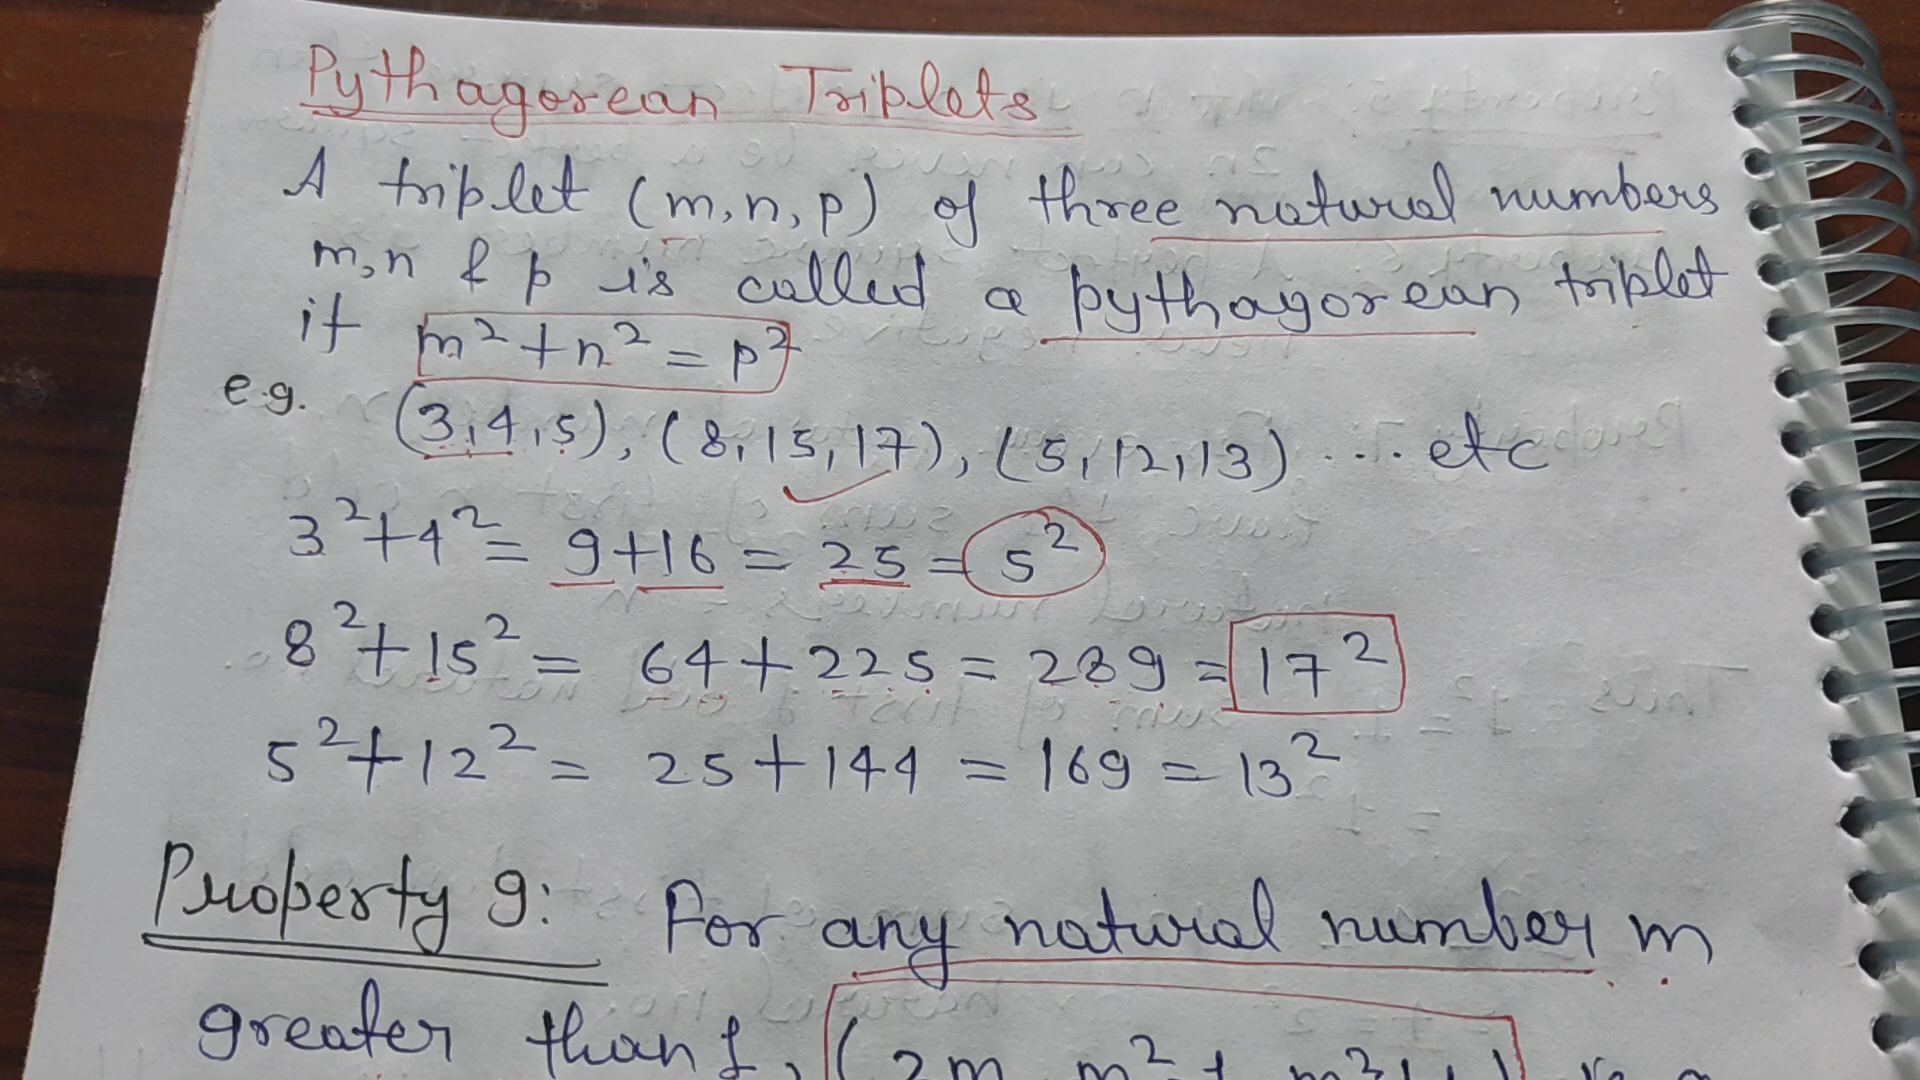 Pythagorean Triplets
A triplet (m,n,p) of three natural numbers
m,n & p is called a pythagorean triplet
if m²+n² = p²
e.g. (3,4,5), (8,15,17), (5,12,13) ... etc
3²+4² = 9+16 = 25 = 5²
8²+15² = 64+225 = 289 = 17²
5²+12² = 25+144 = 169 = 13²
Property 9: For any natural number m
greater than 1, (2m, m²